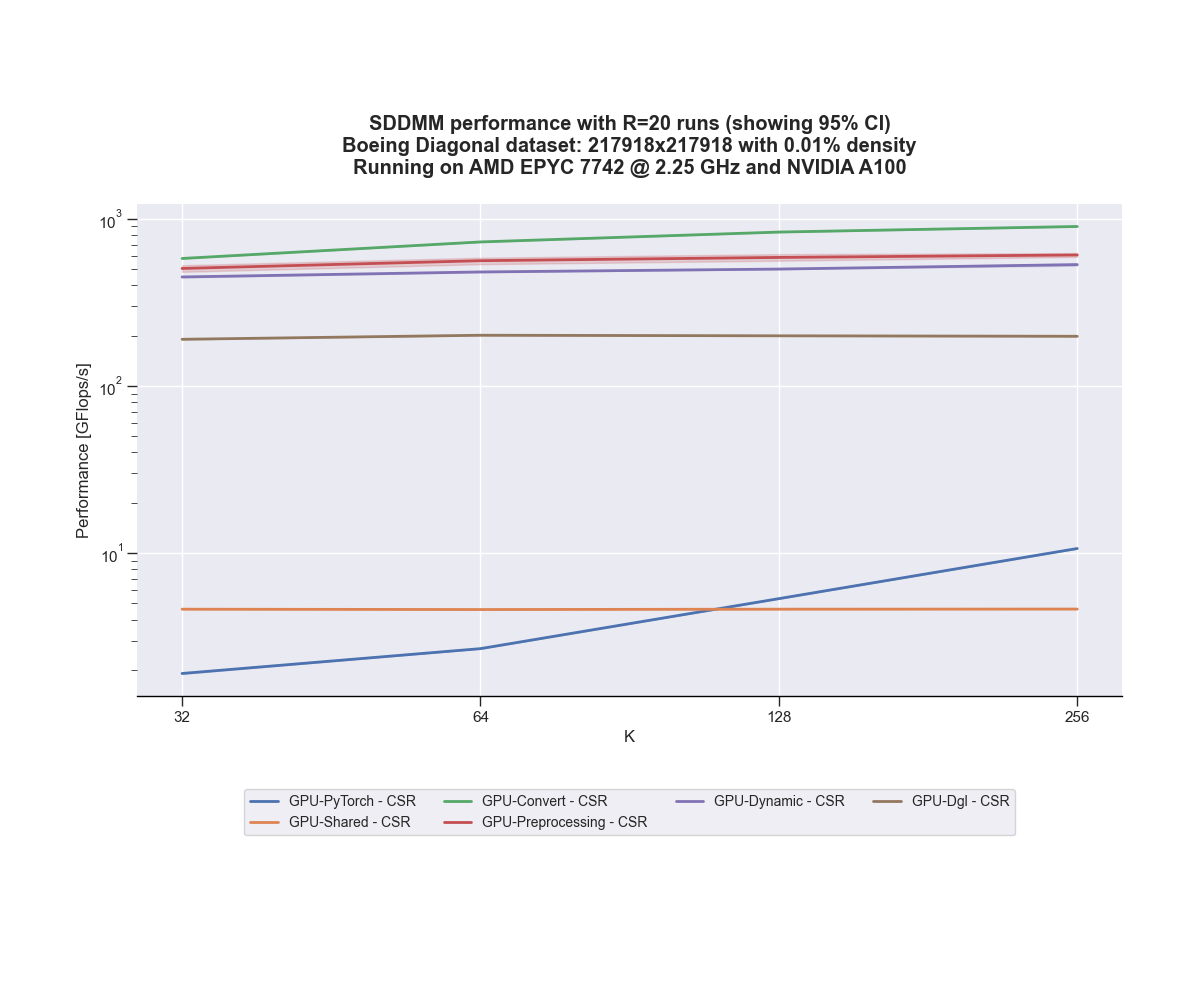 SDDMM performance with R=20 runs (showing 95% CI)
Boeing Diagonal dataset: 217918x217918 with 0.01% density
Running on AMD EPYC 7742 @ 2.25 GHz and NVIDIA A100
10³
10²
10¹
Performance [GFlops/s]
32 64 128 256
K
GPU-PyTorch - CSR GPU-Convert - CSR GPU-Dynamic - CSR GPU-Dgl - CSR
GPU-Shared - CSR GPU-Preprocessing - CSR